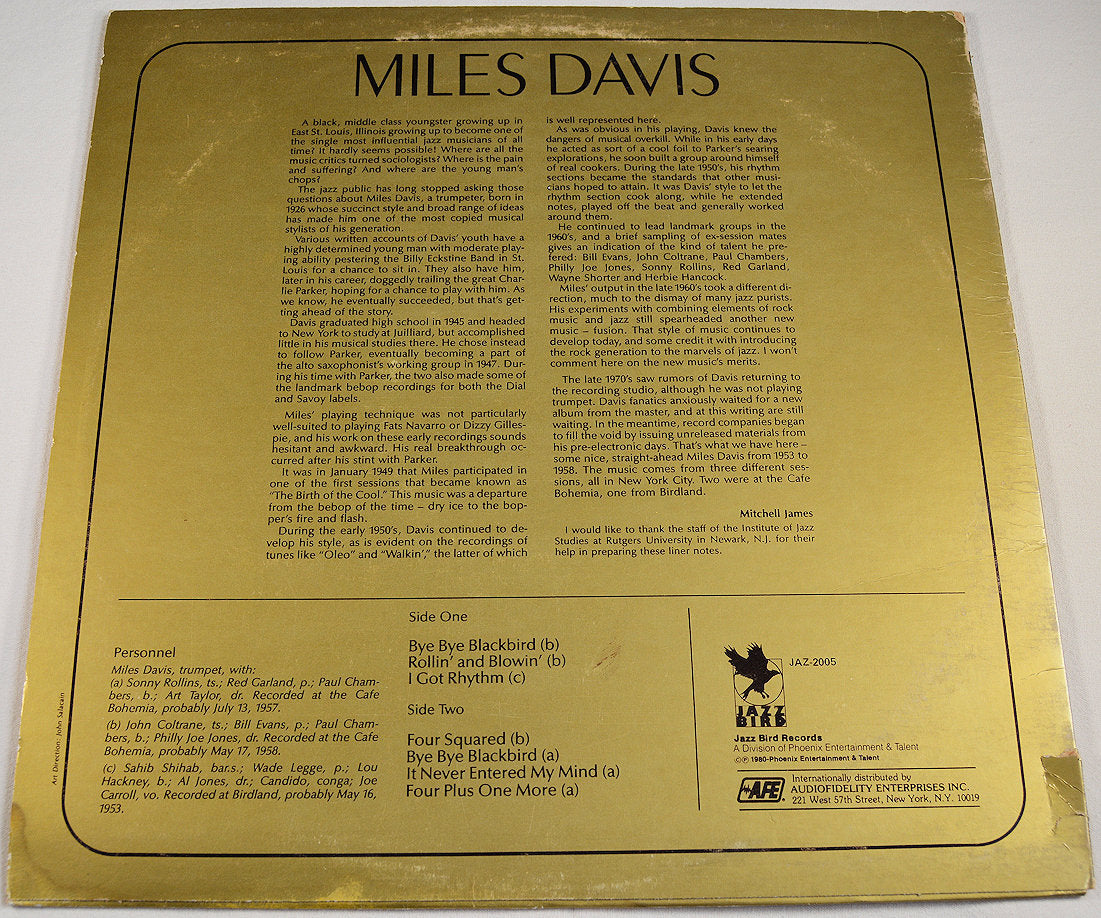 MILES DAVIS
A black, middle class youngster growing up in
East St. Louis, Illinois growing up to become one of
the single most influential jazz musicians of all
time? It hardly seems possible! Where are all the
music critics turned sociologists? Where is the pain
and suffering? And where are the young man's
chops?
The jazz public has long stopped asking those
questions about Miles Davis, a trumpeter, born in
1926 whose succinct style and broad range of ideas
has made him one of the most copied musical
stylists of his generation.
Various written accounts of Davis' youth have a
highly determined young man with moderate play-
ing ability pestering the Billy Eckstine Band in St.
Louis for a chance to sit in. They also have him,
later in his career, doggedly trailing the great Char-
lie Parker, hoping for a chance to play with him. As
we know, he eventually succeeded, but that's get-
ting ahead of the story.
Davis graduated high school in 1945 and headed
to New York to study at Juilliard, but accomplished
little in his musical studies there. He chose instead
to follow Parker, eventually becoming a part of
the alto saxophonist's working group in 1947. Dur-
ing his time with Parker, the two also made some of
the landmark bebop recordings for both the Dial
and Savoy labels.
Miles' playing technique was not particularly
well-suited to playing Fats Navarro or Dizzy Gilles-
pie, and his work on these early recordings sounds
hesitant and awkward. His real breakthrough oc-
curred after his stint with Parker.
It was in January 1949 that Miles participated in
one of the first sessions that became known as
"The Birth of the Cool." This music was a departure
from the bebop of the time – dry ice to the bop-
per's fire and flash.
During the early 1950's, Davis continued to de-
velop his style, as is evident on the recordings of
tunes like "Oleo" and "Walkin'," the latter of which
is well represented here.
As was obvious in his playing, Davis knew the
dangers of musical overkill. While in his early days
he acted as sort of a cool foil to Parker's searing
explorations, he soon built a group around himself
of real cookers. During the late 1950's, his rhythm
sections became the standards that other musi-
cians hoped to attain. It was Davis' style to let the
rhythm section cook along, while he extended
notes, played off the beat and generally worked
around them.
He continued to lead landmark groups in the
1960's, and a brief sampling of ex-session mates
gives an indication of the kind of talent he pre-
fered: Bill Evans, John Coltrane, Paul Chambers,
Philly Joe Jones, Sonny Rollins, Red Garland,
Wayne Shorter and Herbie Hancock.
Miles' output in the late 1960's took a different di-
rection, much to the dismay of many jazz purists.
His experiments with combining elements of rock
music and jazz still spearheaded another new
music – fusion. That style of music continues to
develop today, and some credit it with introducing
the rock generation to the marvels of jazz. I won't
comment here on the new music's merits.
The late 1970's saw rumors of Davis returning to
the recording studio, although he was not playing
trumpet. Davis fanatics anxiously waited for a new
album from the master, and at this writing are still
waiting. In the meantime, record companies began
to fill the void by issuing unreleased materials from
his pre-electronic days. That's what we have here –
some nice, straight-ahead Miles Davis from 1953 to
1958. The music comes from three different ses-
sions, all in New York City. Two were at the Cafe
Bohemia, one from Birdland.
Mitchell James
I would like to thank the staff of the Institute of Jazz
Studies at Rutgers University in Newark, N.J. for their
help in preparing these liner notes.
Art Direction: John Salacain
Personnel
Miles Davis, trumpet, with:
(a) Sonny Rollins, ts.; Red Garland, p.; Paul Cham-
bers, b.; Art Taylor, dr. Recorded at the Cafe
Bohemia, probably July 13, 1957.
(b) John Coltrane, ts.; Bill Evans, p.; Paul Cham-
bers, b.; Philly Joe Jones, dr. Recorded at the Cafe
Bohemia, probably May 17, 1958.
(c) Sahib Shihab, bar.s.; Wade Legge, p.; Lou
Hackney, b.; Al Jones, dr.; Candido, conga; Joe
Carroll, vo. Recorded at Birdland, probably May 16,
1953.
Side One
Bye Bye Blackbird (b)
Rollin' and Blowin' (b)
I Got Rhythm (c)
Side Two
Four Squared (b)
Bye Bye Blackbird (a)
It Never Entered My Mind (a)
Four Plus One More (a)
JAZ-2005
JAZZ
BIRD
Jazz Bird Records
A Division of Phoenix Entertainment & Talent
©℗ 1980-Phoenix Entertainment & Talent
AFE
Internationally distributed by
AUDIOFIDELITY ENTERPRISES INC.
221 West 57th Street, New York, N.Y. 10019